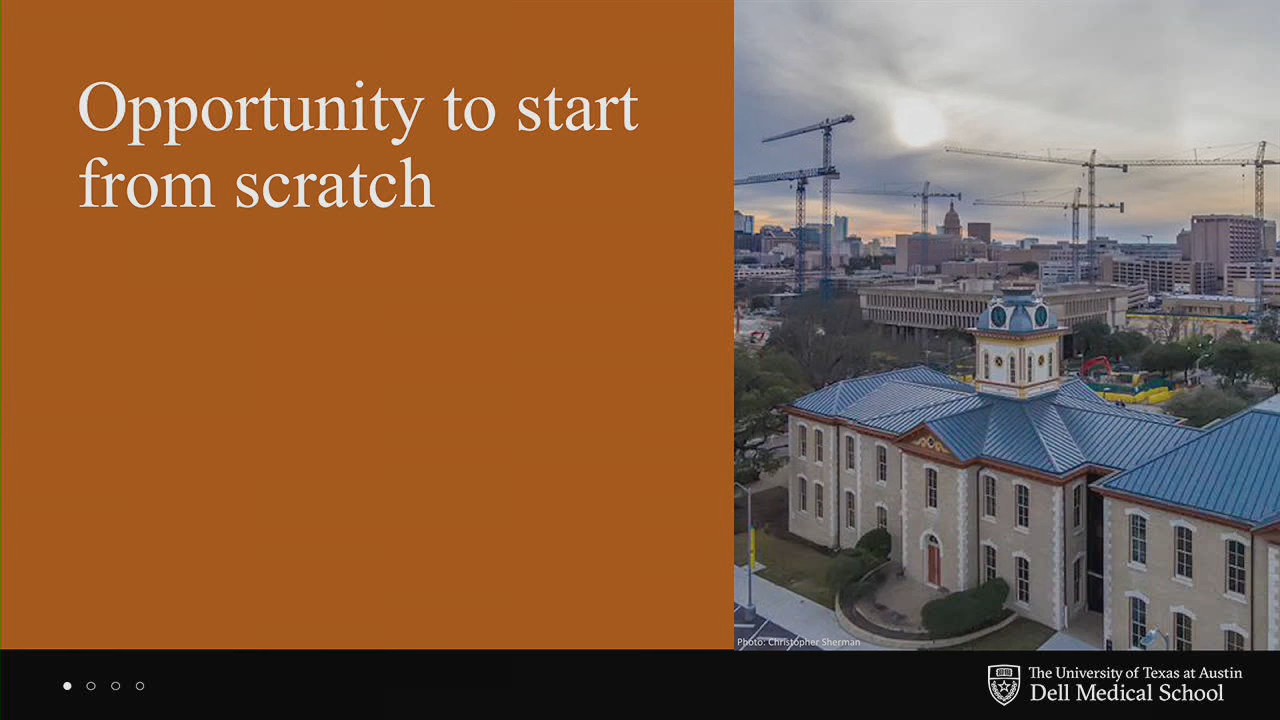 Opportunity to start
from scratch
Photo: Christopher Sherman
The University of Texas at Austin
Dell Medical School